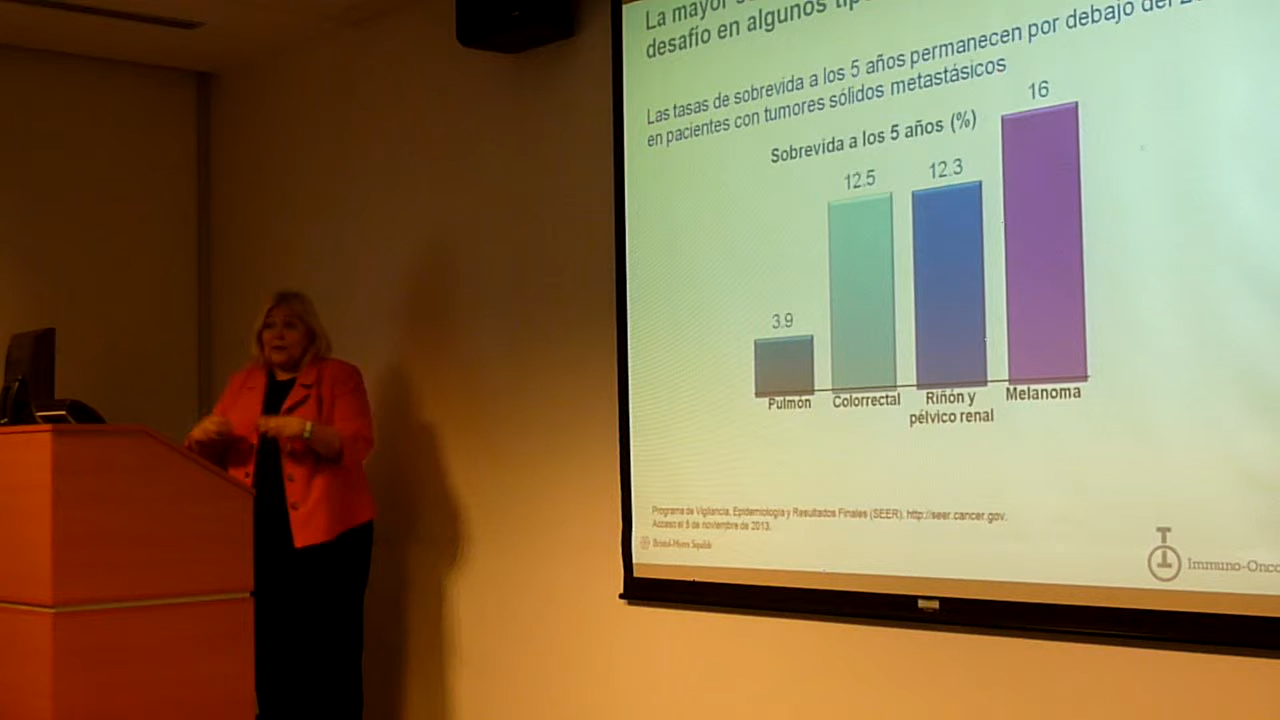 La mayor
desafío en algunos
Las tasas de sobrevida a los 5 años permanecen por debajo del
en pacientes con tumores sólidos metastásicos
Sobrevida a los 5 años (%)
3.9
12.5
12.3
16
Pulmón
Colorrectal
Riñón y
pélvico renal
Melanoma
Programa de Vigilancia, Epidemiología y Resultados Finales (SEER). http://seer.cancer.gov.
Acceso el 5 de noviembre de 2013.
Bristol-Myers Squibb
Immuno-Onco